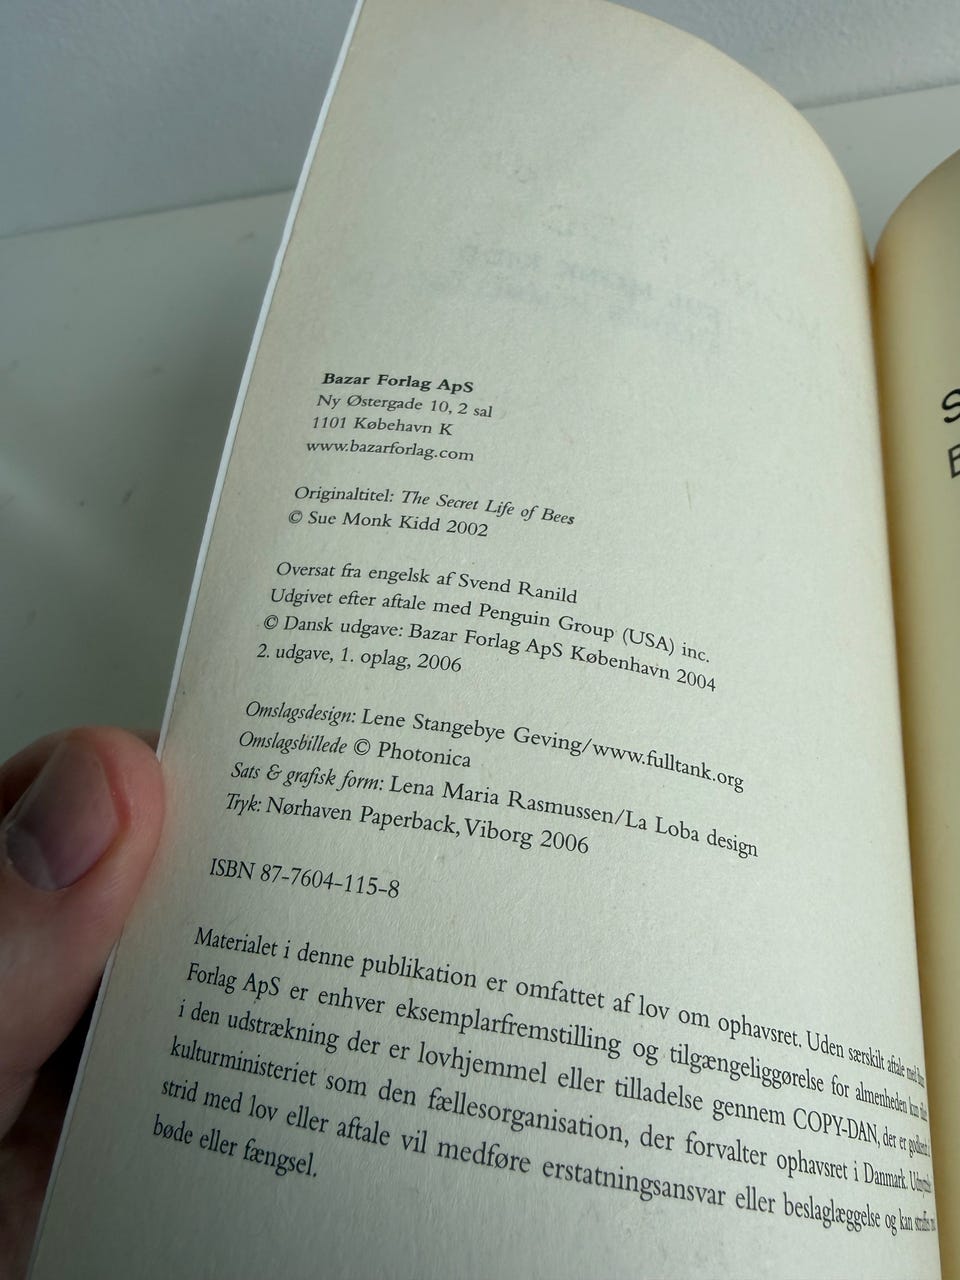 Bazar Forlag ApS
Ny Østergade 10, 2 sal
1101 Købehavn K
www.bazarforlag.com
Originaltitel: The Secret Life of Bees
© Sue Monk Kidd 2002
Oversat fra engelsk af Svend Ranild
Udgivet efter aftale med Penguin Group (USA) inc.
© Dansk udgave: Bazar Forlag ApS København 2004
2. udgave, 1. oplag, 2006
Omslagsdesign: Lene Stangebye Geving/www.fulltank.org
Omslagsbillede © Photonica
Sats & grafisk form: Lena Maria Rasmussen/La Loba design
Tryk: Nørhaven Paperback, Viborg 2006
ISBN 87-7604-115-8
Materialet i denne publikation er omfattet af lov om ophavsret. Uden særskilt aftale med
Forlag ApS er enhver eksemplarfremstilling og tilgængeliggørelse for almenheden kun
i den udstrækning der er lovhjemmel eller tilladelse gennem COPY-DAN, der er godkendt
kulturministeriet som den fællesorganisation, der forvalter ophavsret i Danmark.
strid med lov eller aftale vil medføre erstatningsansvar eller beslaglæggelse og kan straffes
bøde eller fængsel.